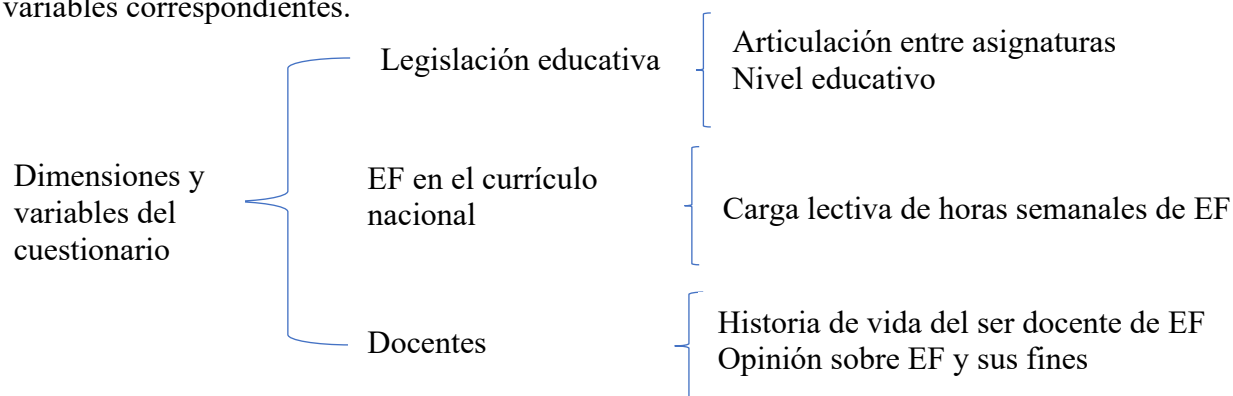 variables correspondientes.
Dimensiones y
variables del
cuestionario
Legislación educativa
Articulación entre asignaturas
Nivel educativo
EF en el currículo
nacional
Carga lectiva de horas semanales de EF
Docentes
Historia de vida del ser docente de EF
Opinión sobre EF y sus fines